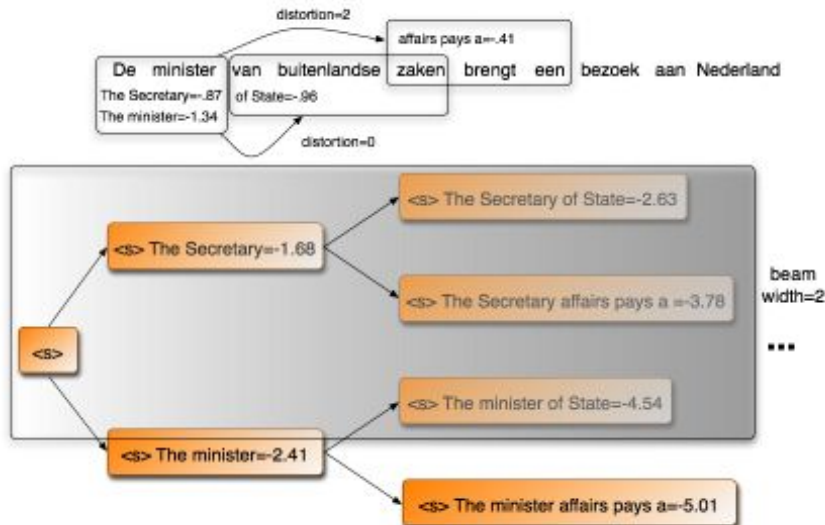 distortion=2
affairs pays a=-.41
De minister van buitenlandse zaken brengt een bezoek aan Nederland
The Secretary=-.87 of State=-.96
The minister=-1.34
distortion=0
<s> The Secretary of State=-2.63
<s> The Secretary=-1.68
<s> The Secretary affairs pays a =-3.78
beam
width=2
<s>
...
<s> The minister of State=-4.54
<s> The minister=-2.41
<s> The minister affairs pays a=-5.01